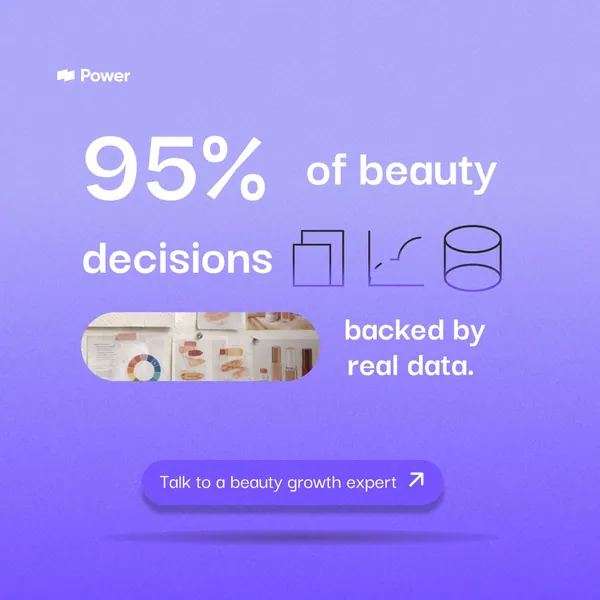 Power
95% of beauty
decisions
backed by
real data.
Talk to a beauty growth expert